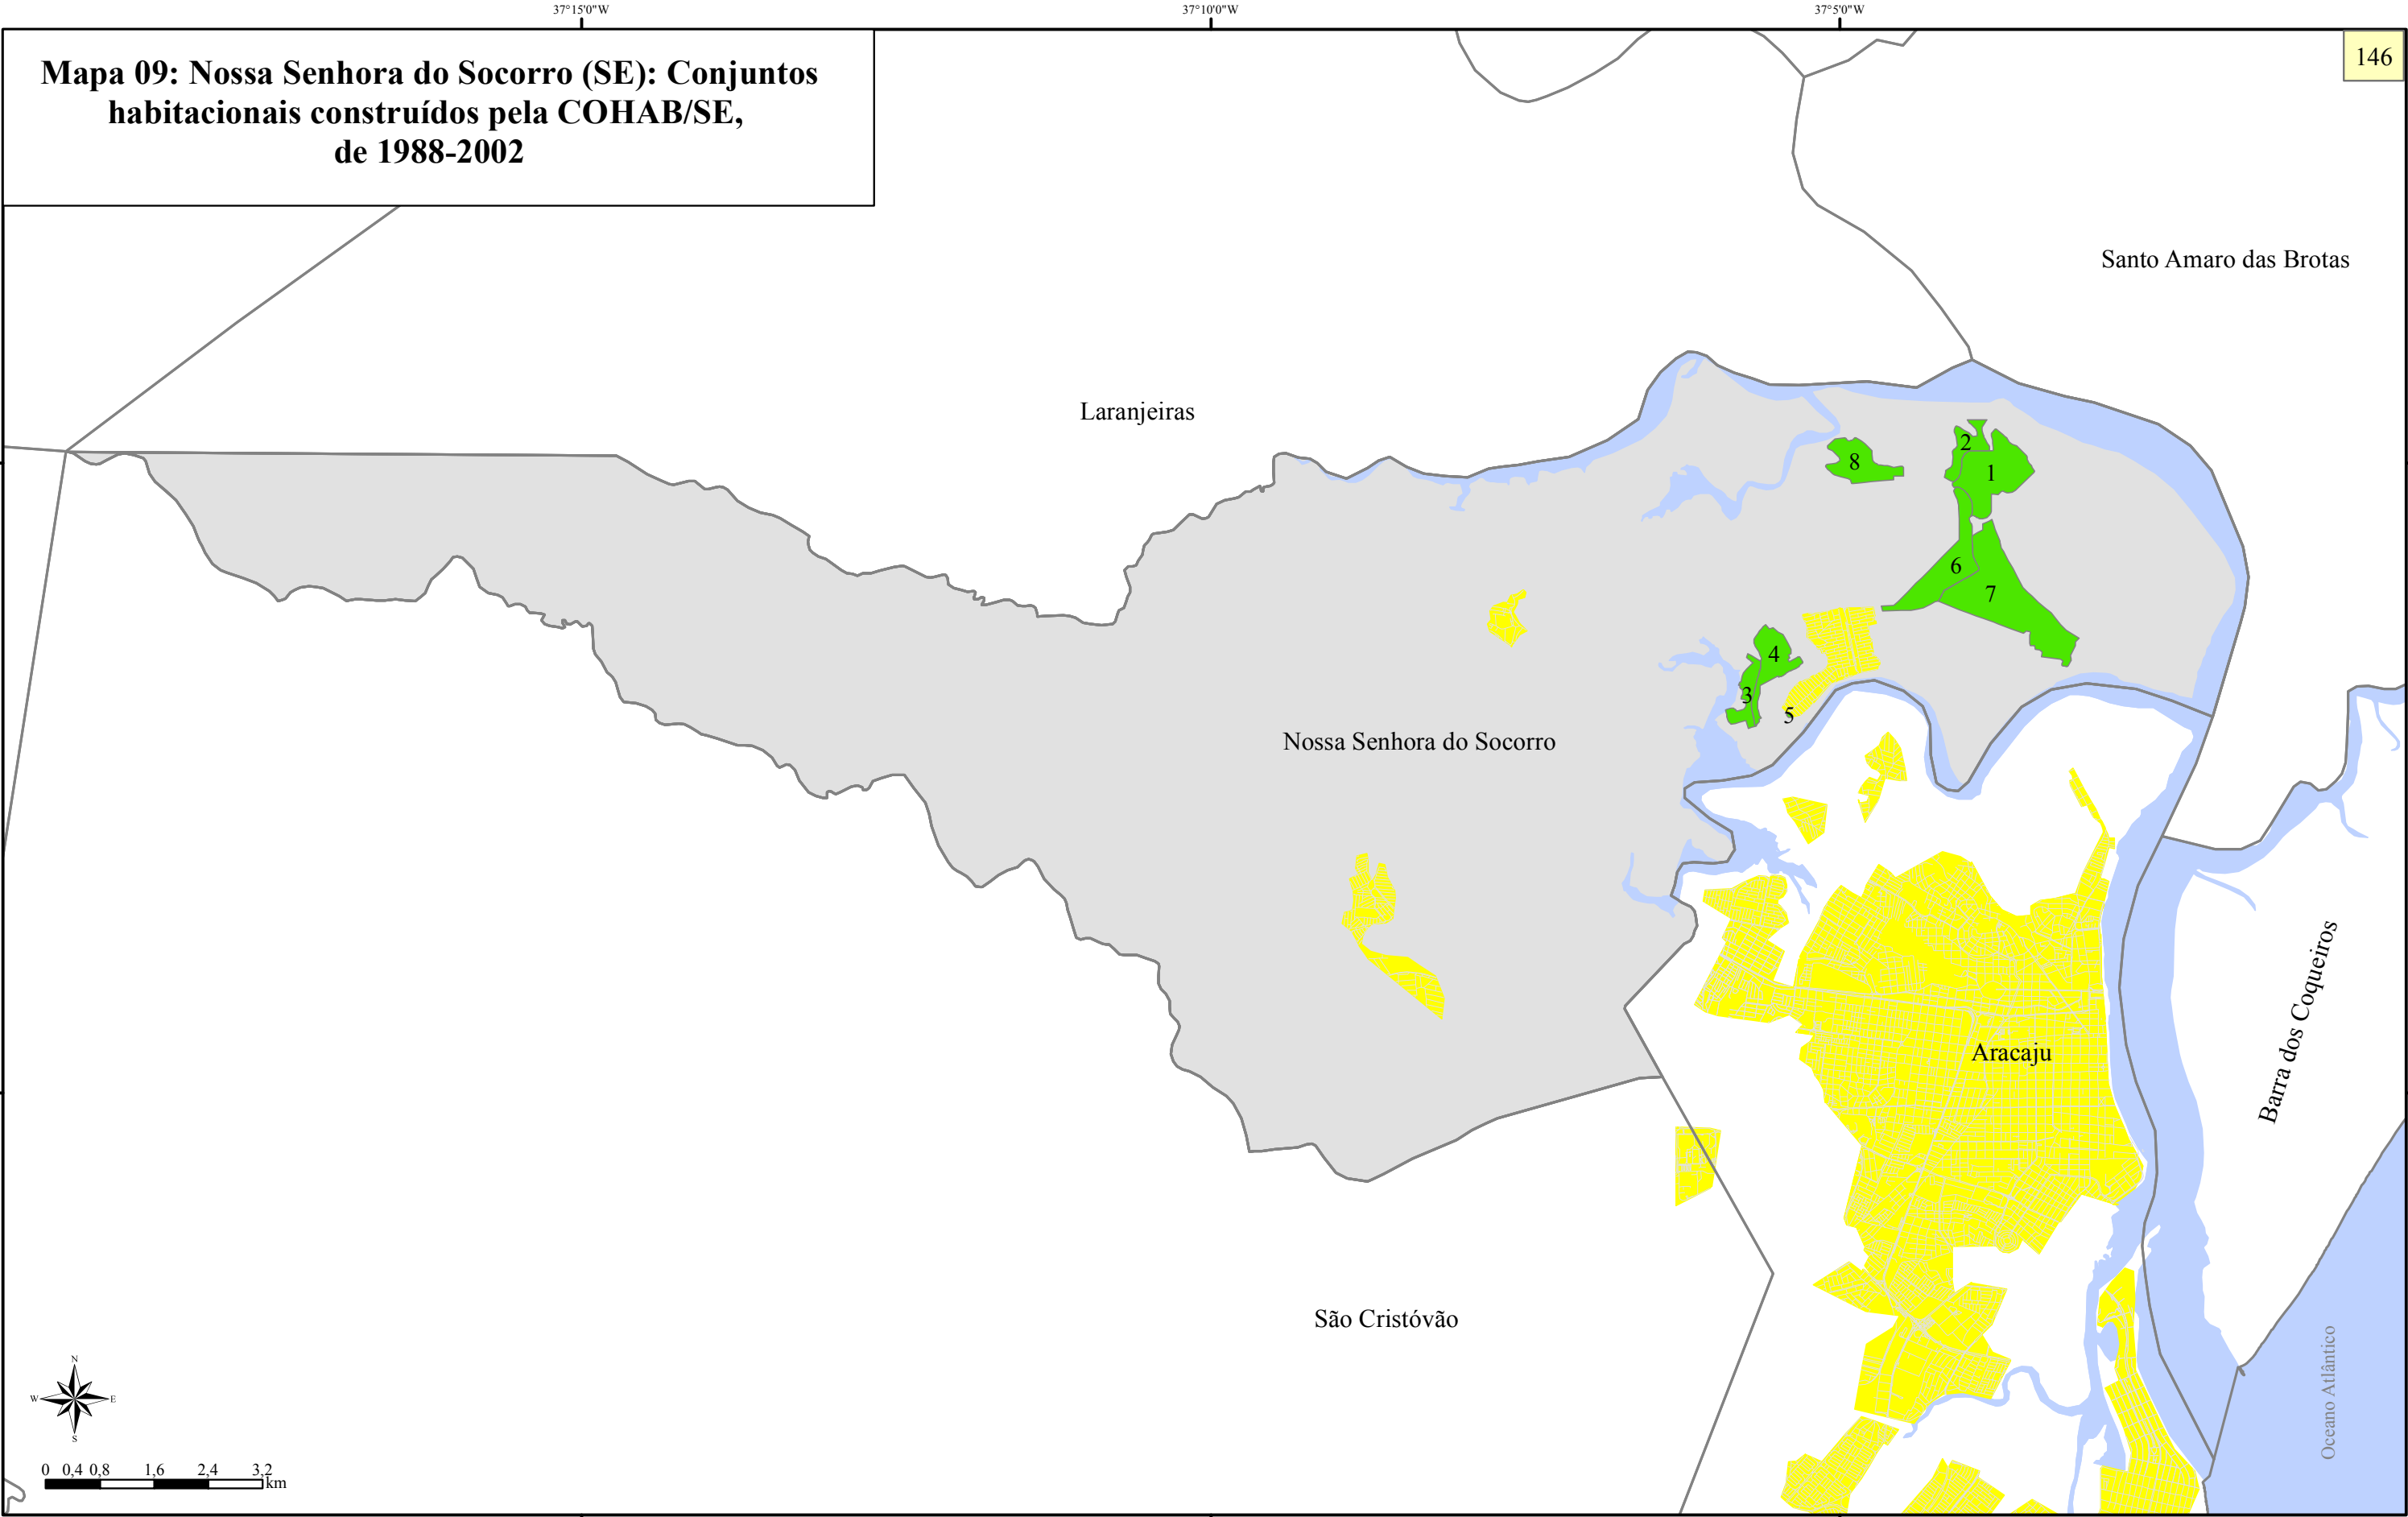 37°15'0"W
37°10'0"W
37°5'0"W
Mapa 09: Nossa Senhora do Socorro (SE): Conjuntos
habitacionais construídos pela COHAB/SE,
de 1988-2002
146
Santo Amaro das Brotas
Laranjeiras
2
8
1
6
7
4
3
5
Nossa Senhora do Socorro
Barra dos Coqueiros
Aracaju
São Cristóvão
Oceano Atlântico
N
W
E
S
0 0,4 0,8 1,6 2,4 3,2
km